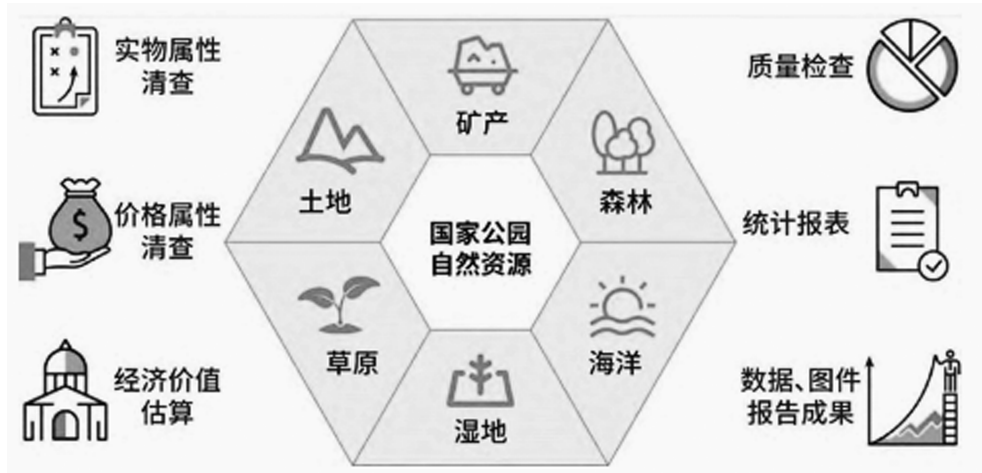 实物属性
清查
价格属性
清查
$
经济价值
估算
矿产
土地
森林
国家公园
自然资源
草原
海洋
湿地
质量检查
统计报表
数据、图件
报告成果